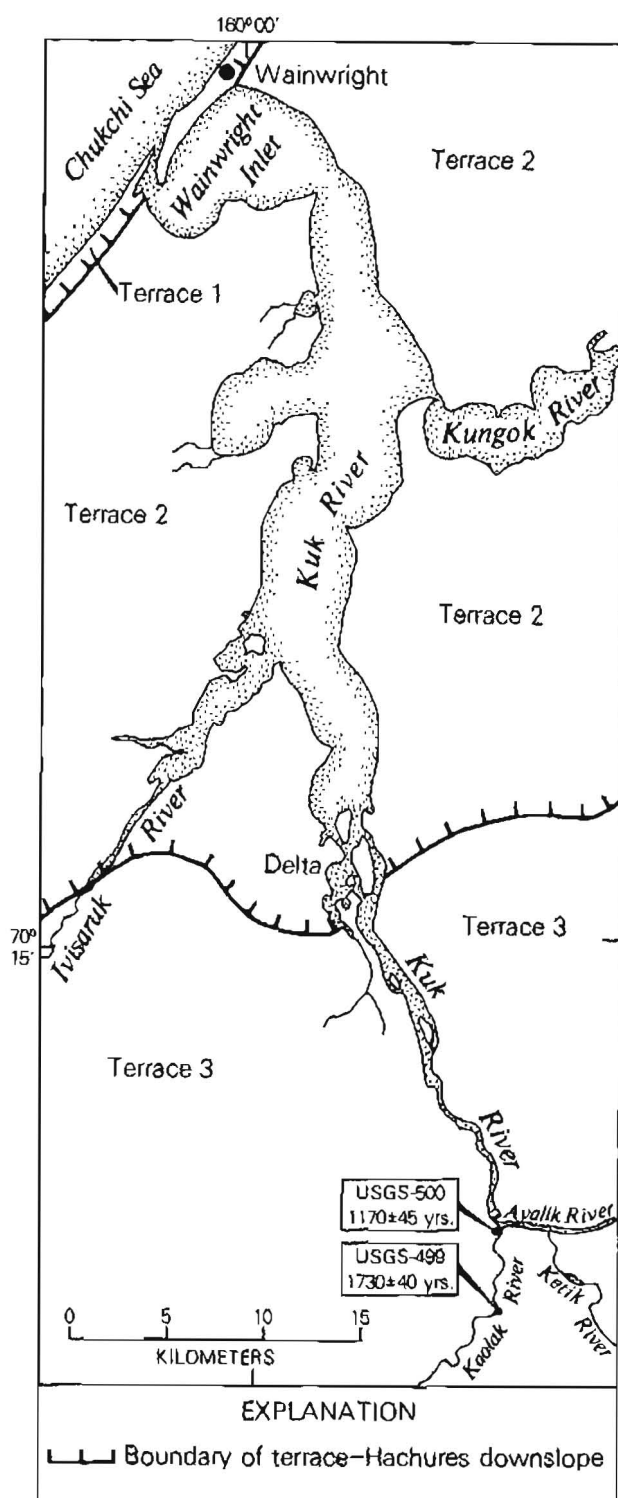 160°00'
Wainwright
Chukchi Sea
Wainwright
Inlet
Terrace 2
Terrace 1
Kungok River
Terrace 2
Kuk River
Terrace 2
Ivisaruk River
Delta
70°
15'
Terrace 3
Kuk River
Terrace 3
USGS-500
1170±45 yrs.
Avalik River
USGS-499
1730±40 yrs.
Ketik River
Kaolak River
0 5 10 15
KILOMETERS
EXPLANATION
Boundary of terrace-Hachures downslope